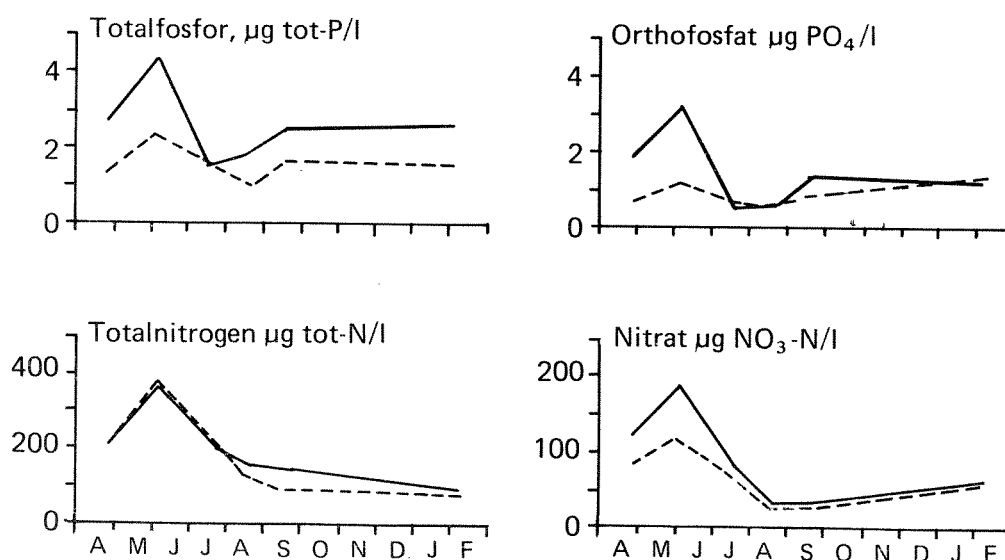 Totalfosfor, µg tot-P/l
4
2
0
Orthofosfat µg PO₄/l
4
2
0
Totalnitrogen µg tot-N/l
400
200
0
A M J J A S O N D J F
Nitrat µg NO₃-N/l
200
100
0
A M J J A S O N D J F